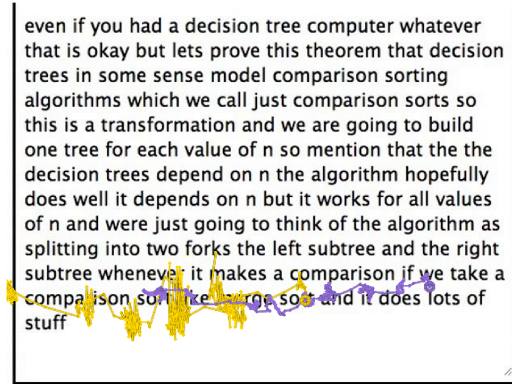 even if you had a decision tree computer whatever
that is okay but lets prove this theorem that decision
trees in some sense model comparison sorting
algorithms which we call just comparison sorts so
this is a transformation and we are going to build
one tree for each value of n so mention that the the
decision trees depend on n the algorithm hopefully
does well it depends on n but it works for all values
of n and were just going to think of the algorithm as
splitting into two forks the left subtree and the right
subtree whenever it makes a comparison if we take a
comparison so like merge sort and it does lots of
stuff